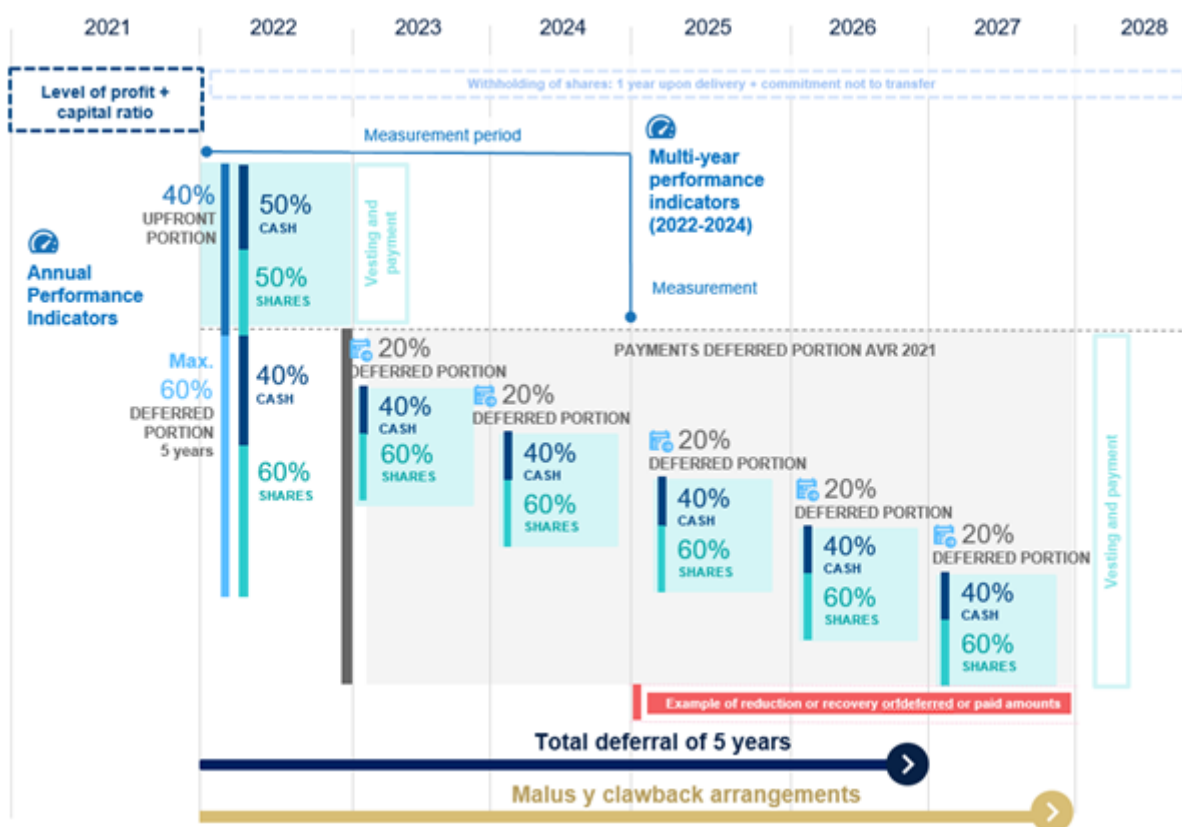 2021 2022 2023 2024 2025 2026 2027 2028
Level of profit +
capital ratio
Withholding of shares: 1 year upon delivery + commitment not to transfer
Measurement period
Multi-year
performance
indicators
(2022-2024)
Measurement
40%
UPFRONT
PORTION
50%
CASH
50%
SHARES
Vesting and
payment
Annual
Performance
Indicators
Max.
60%
DEFERRED
PORTION
5 years
40%
CASH
60%
SHARES
PAYMENTS DEFERRED PORTION AVR 2021
20%
DEFERRED PORTION
40%
CASH
60%
SHARES
20%
DEFERRED PORTION
40%
CASH
60%
SHARES
20%
DEFERRED PORTION
40%
CASH
60%
SHARES
20%
DEFERRED PORTION
40%
CASH
60%
SHARES
20%
DEFERRED PORTION
40%
CASH
60%
SHARES
Vesting and payment
Example of reduction or recovery orfdeferred or paid amounts
Total deferral of 5 years
Malus y clawback arrangements